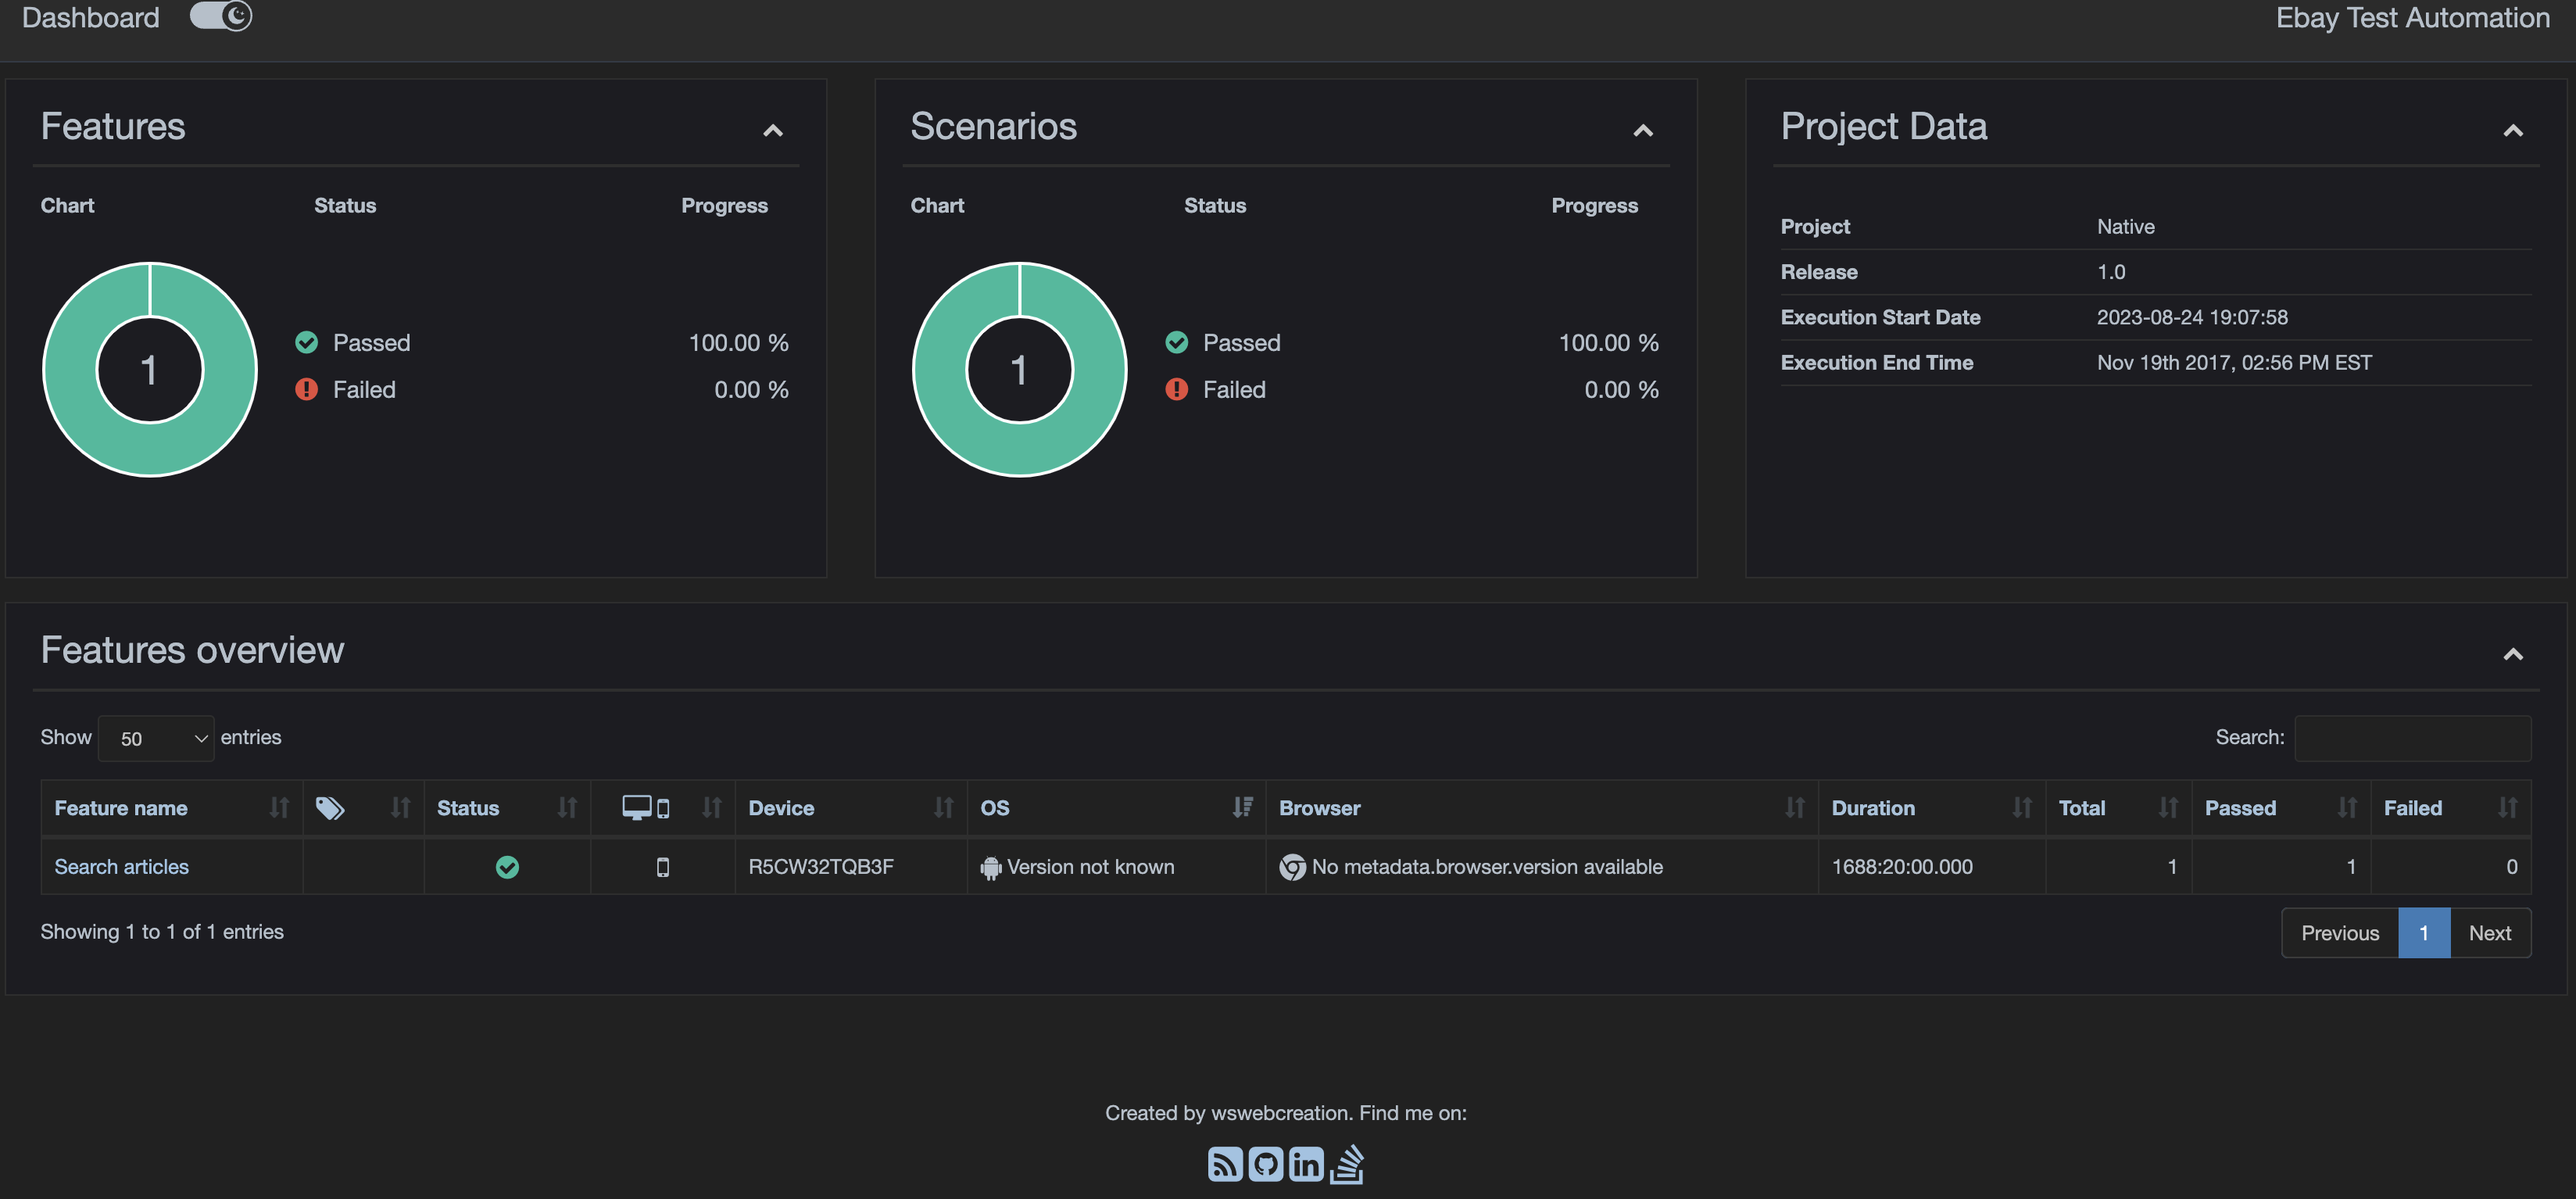 Dashboard
Ebay Test Automation
Features
Chart Status Progress
1
Passed 100.00 %
Failed 0.00 %
Scenarios
Chart Status Progress
1
Passed 100.00 %
Failed 0.00 %
Project Data
Project Native
Release 1.0
Execution Start Date 2023-08-24 19:07:58
Execution End Time Nov 19th 2017, 02:56 PM EST
Features overview
Show 50 entries
Search:
Feature name Status Device OS Browser Duration Total Passed Failed
Search articles R5CW32TQB3F Version not known No metadata.browser.version available 1688:20:00.000 1 1 0
Showing 1 to 1 of 1 entries
Previous 1 Next
Created by wswebcreation. Find me on:
in